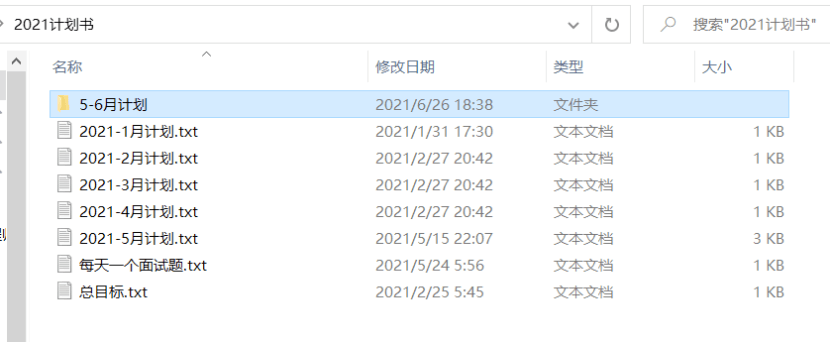 2021计划书
搜索"2021计划书"
名称 修改日期 类型 大小
5-6月计划 2021/6/26 18:38 文件夹
2021-1月计划.txt 2021/1/31 17:30 文本文档 1 KB
2021-2月计划.txt 2021/2/27 20:42 文本文档 1 KB
2021-3月计划.txt 2021/2/27 20:42 文本文档 1 KB
2021-4月计划.txt 2021/2/27 20:42 文本文档 1 KB
2021-5月计划.txt 2021/5/15 22:07 文本文档 3 KB
每天一个面试题.txt 2021/5/24 5:56 文本文档 1 KB
总目标.txt 2021/2/25 5:45 文本文档 1 KB